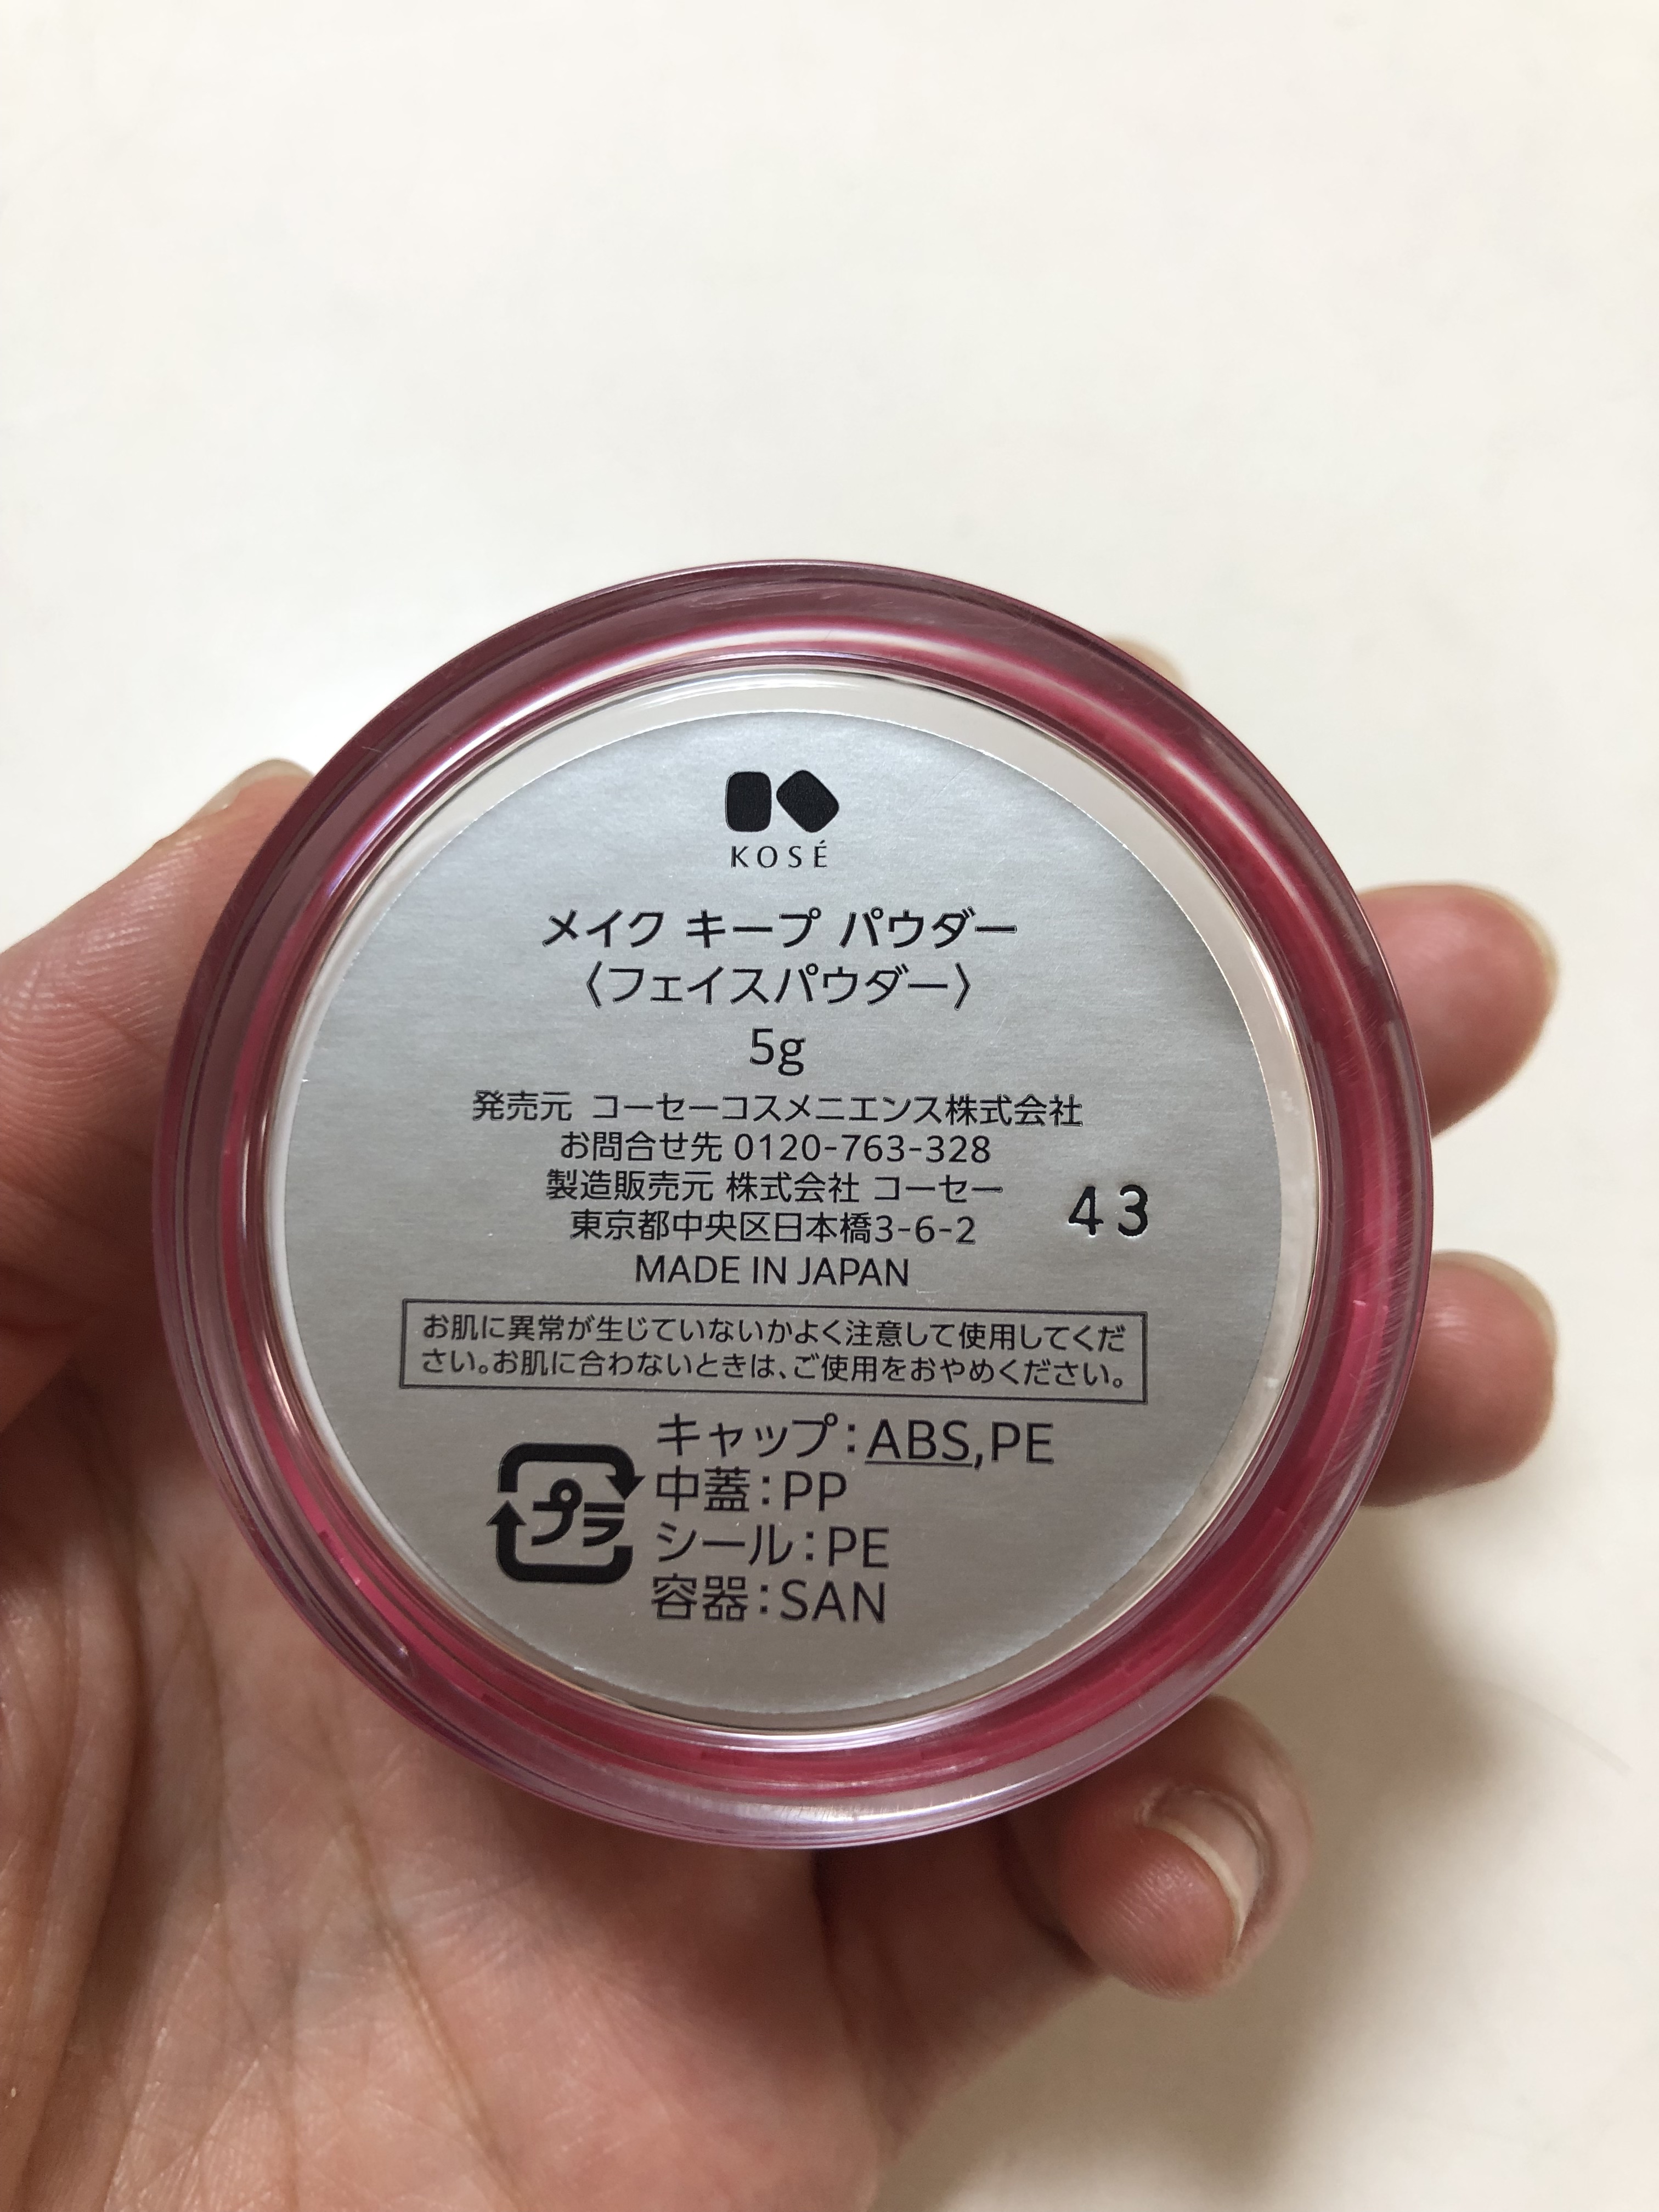 KOSÉ
メイク キープ パウダー
〈フェイスパウダー〉
5g
発売元 コーセーコスメニエンス株式会社
お問合せ先 0120-763-328
製造販売元 株式会社 コーセー
東京都中央区日本橋3-6-2
43
MADE IN JAPAN
お肌に異常が生じていないかよく注意して使用してくだ
さい。お肌に合わないときは、ご使用をおやめください。
プラ
キャップ：ABS,PE
中蓋：PP
シール：PE
容器：SAN